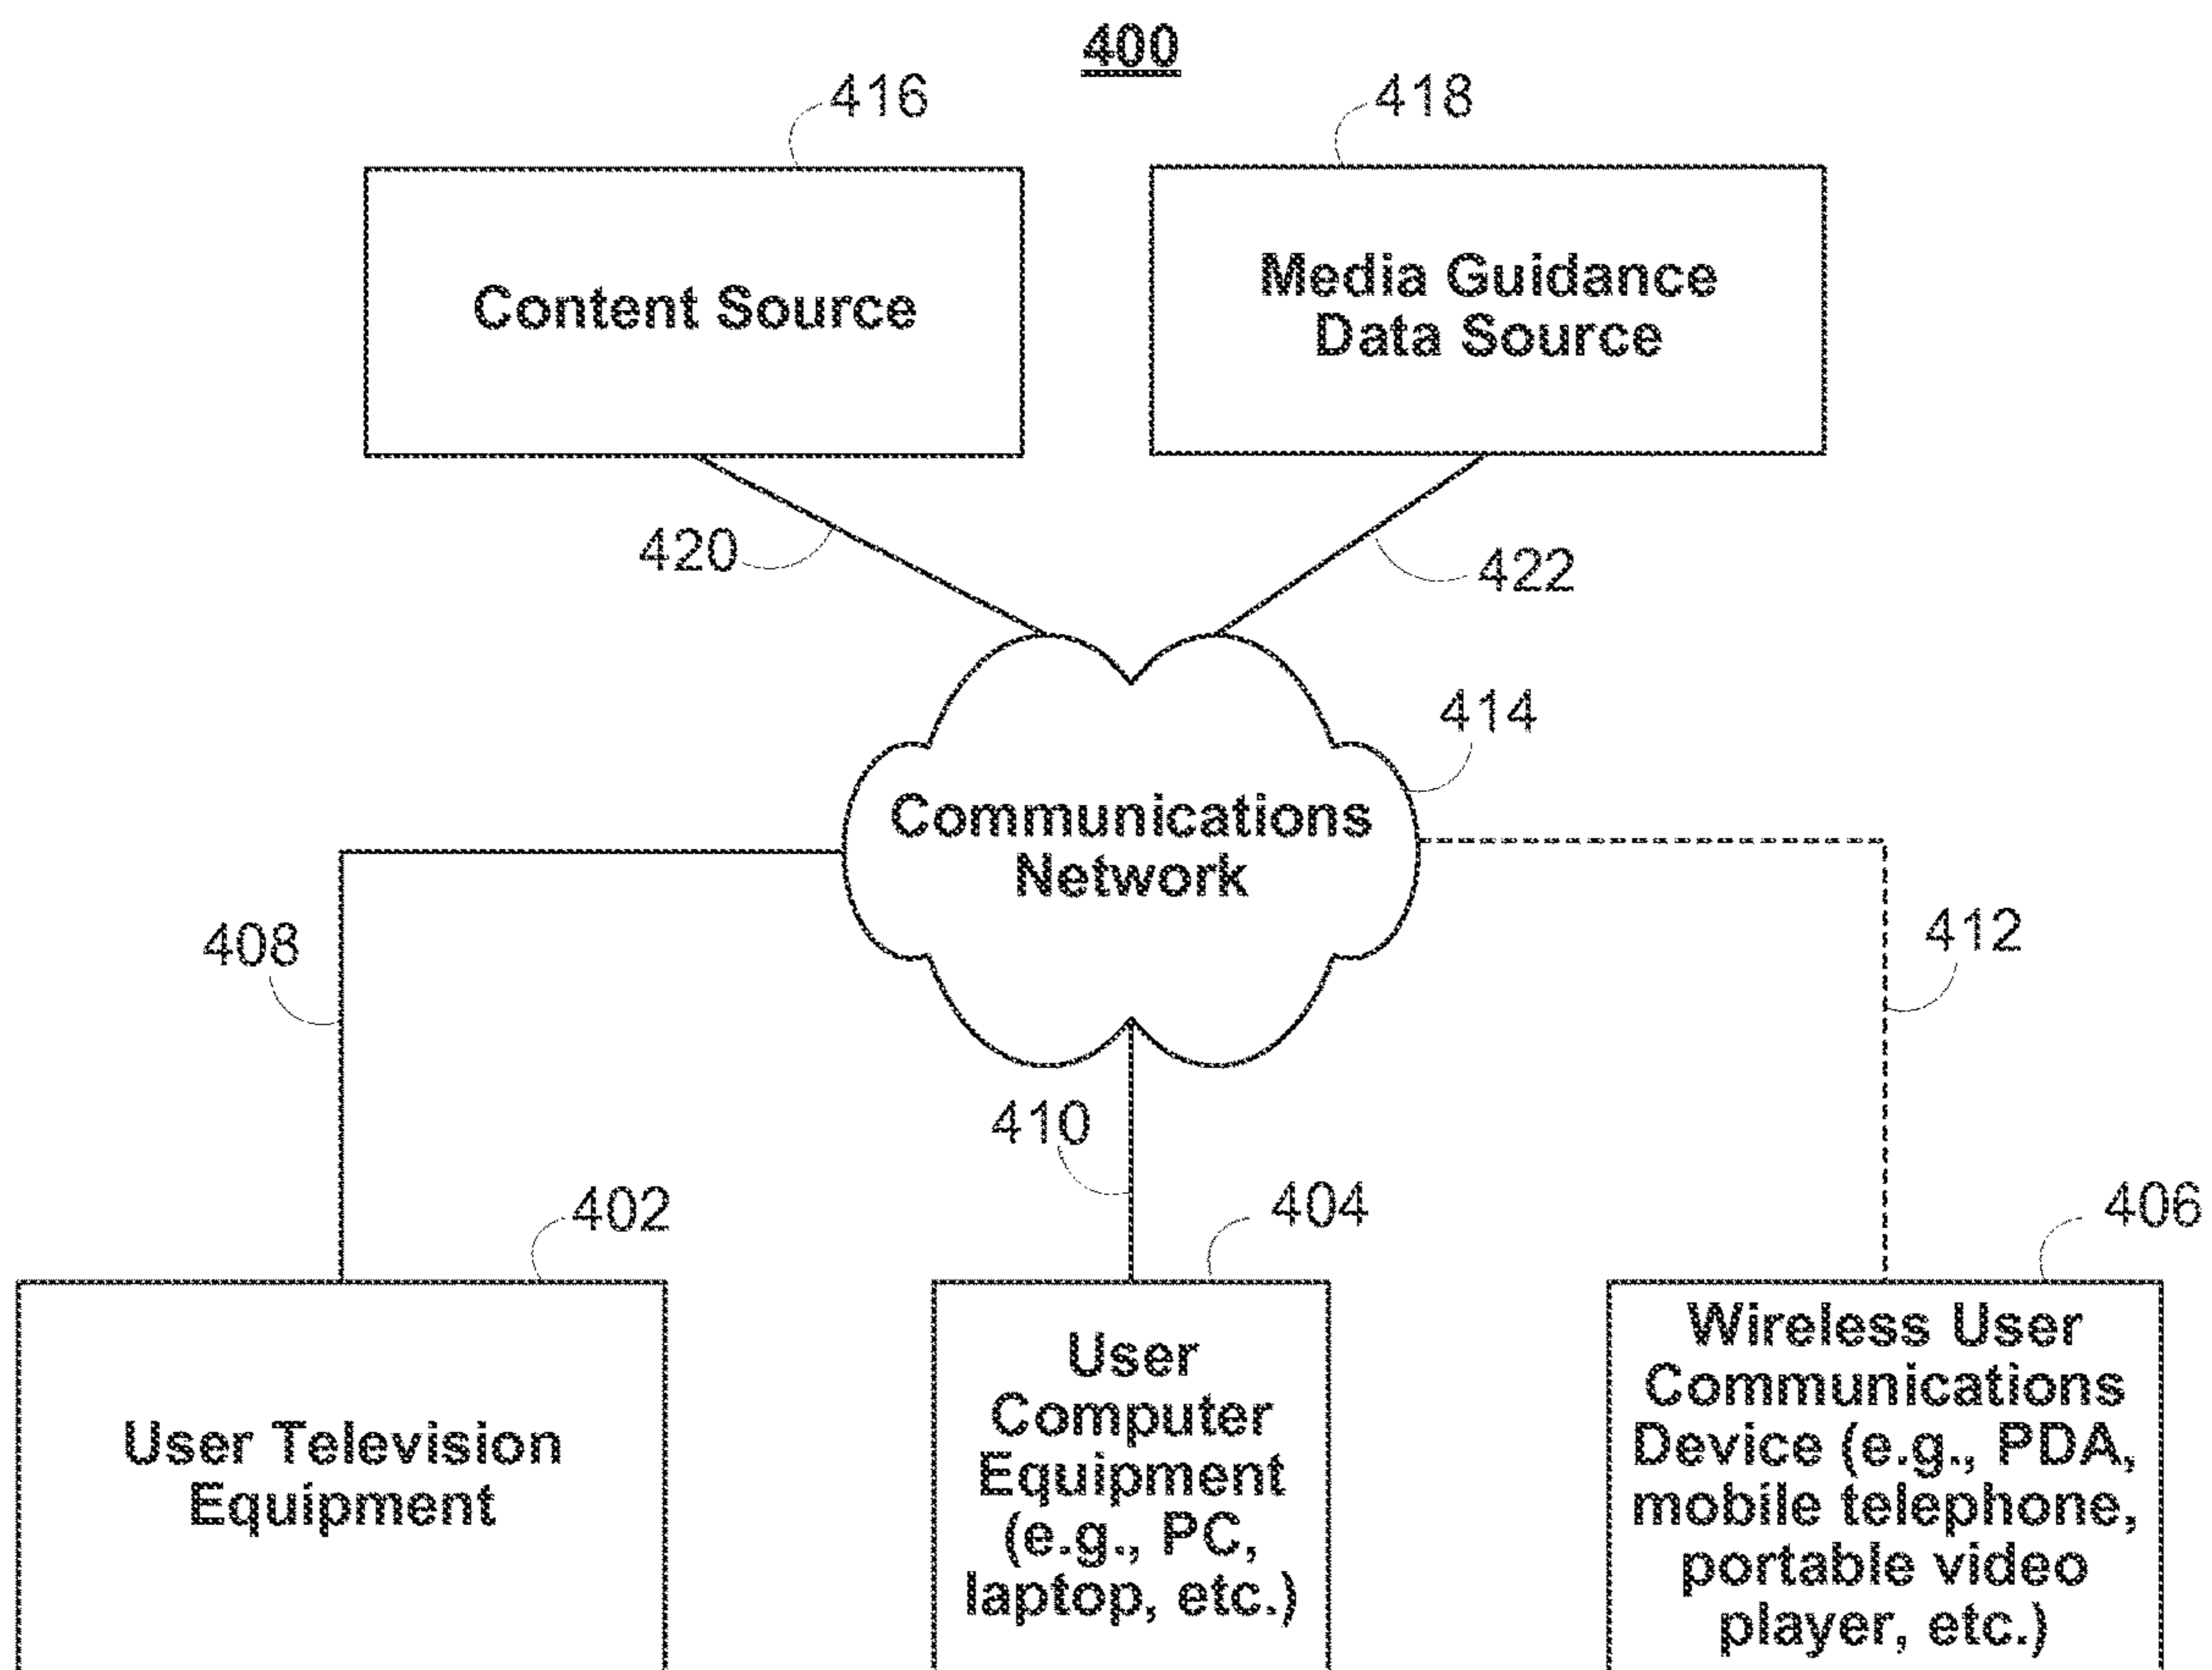 400
416
418
Content Source
Media Guidance
Data Source
420
422
414
Communications
Network
408
412
410
402
404
406
User Television
Equipment
User
Computer
Equipment
(e.g., PC,
laptop, etc.)
Wireless User
Communications
Device (e.g., PDA,
mobile telephone,
portable video
player, etc.)